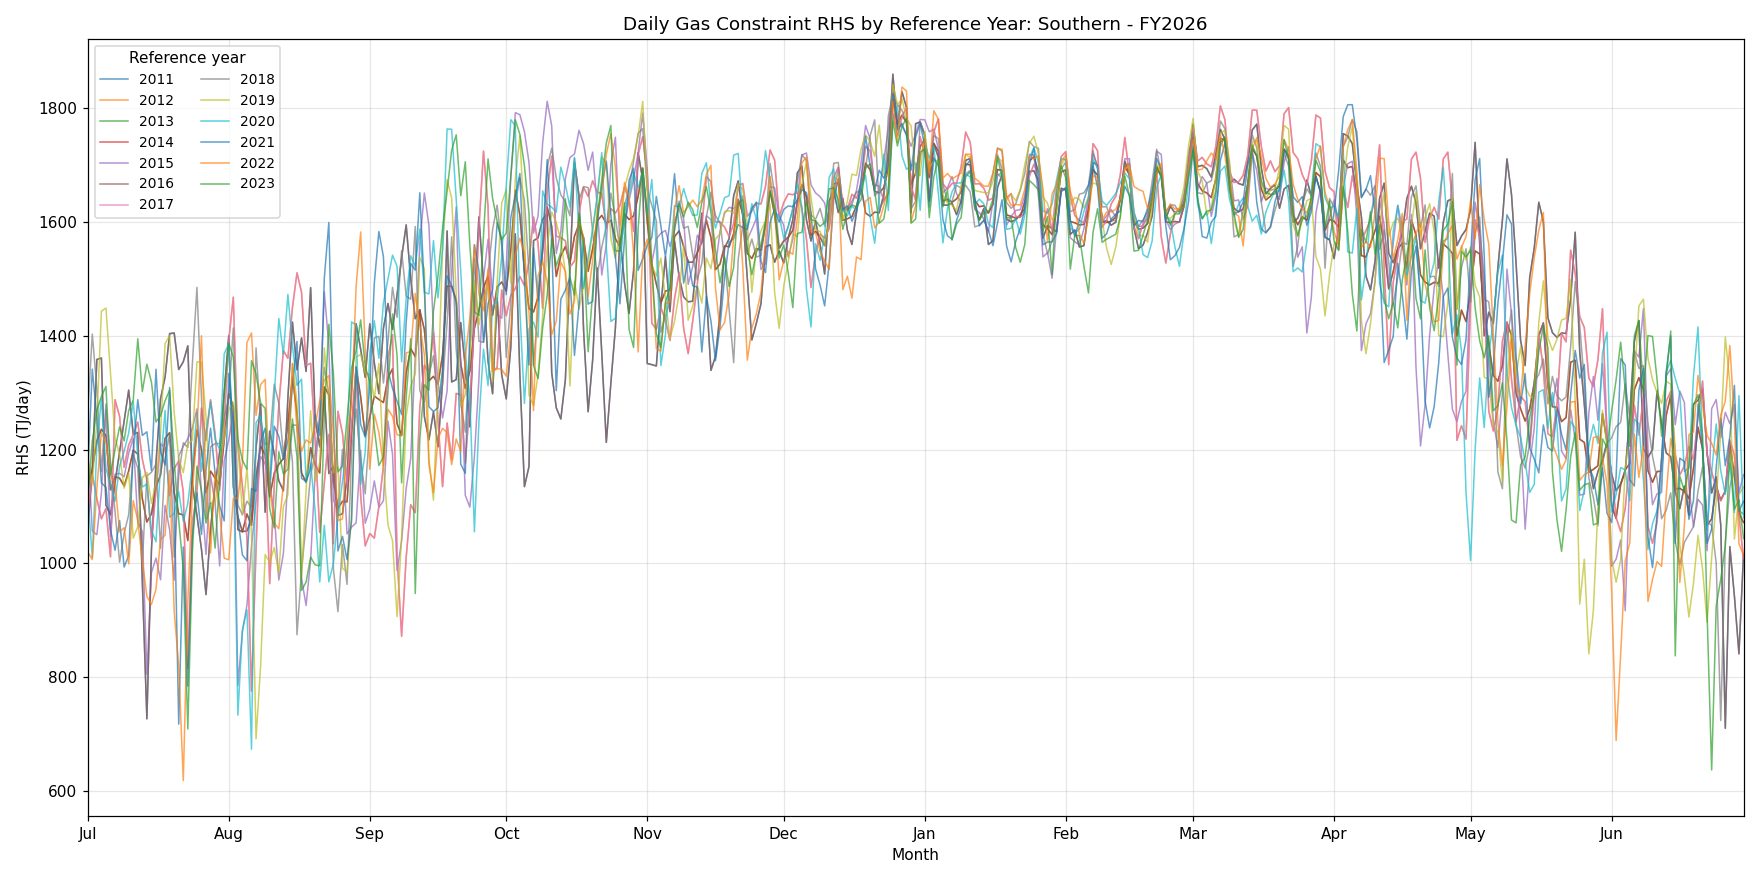 Daily Gas Constraint RHS by Reference Year: Southern - FY2026
Reference year
2011 2018
2012 2019
2013 2020
2014 2021
2015 2022
2016 2023
2017
RHS (TJ/day)
1800
1600
1400
1200
1000
800
600
Jul Aug Sep Oct Nov Dec Jan Feb Mar Apr May Jun
Month